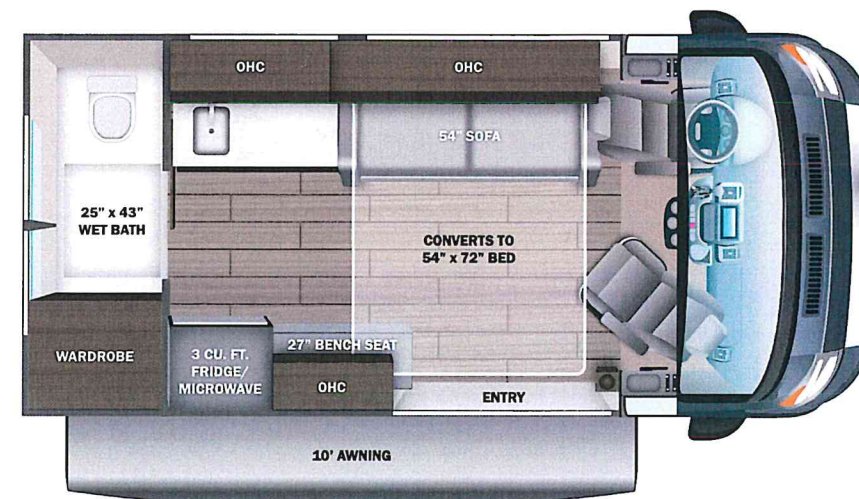 OHC
OHC
54" SOFA
25" x 43"
WET BATH
CONVERTS TO
54" x 72" BED
WARDROBE
3 CU. FT.
FRIDGE/
MICROWAVE
27" BENCH SEAT
OHC
ENTRY
10' AWNING